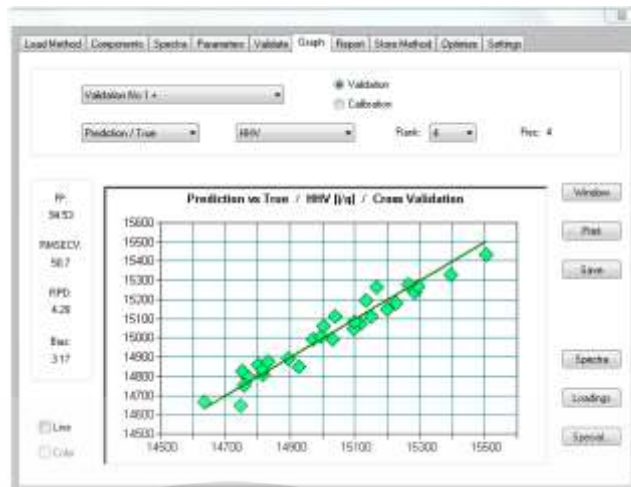 Load Method Components Spectra Parameters Validate Graph Report Store Method Optimize Settings
Validation No 1 +
Validation
Calibration
Prediction / True HHV Rank: 4 Rec: 4
R²:
94.53
RMSECV:
50.7
RPD:
4.28
Bias:
3.17
Prediction vs True / HHV [j/g] / Cross Validation
15600
15500
15400
15300
15200
15100
15000
14900
14800
14700
14600
14500
14500 14700 14900 15100 15300 15500
Window
Print
Save
Spectra
Loadings
Special...
Line
Color